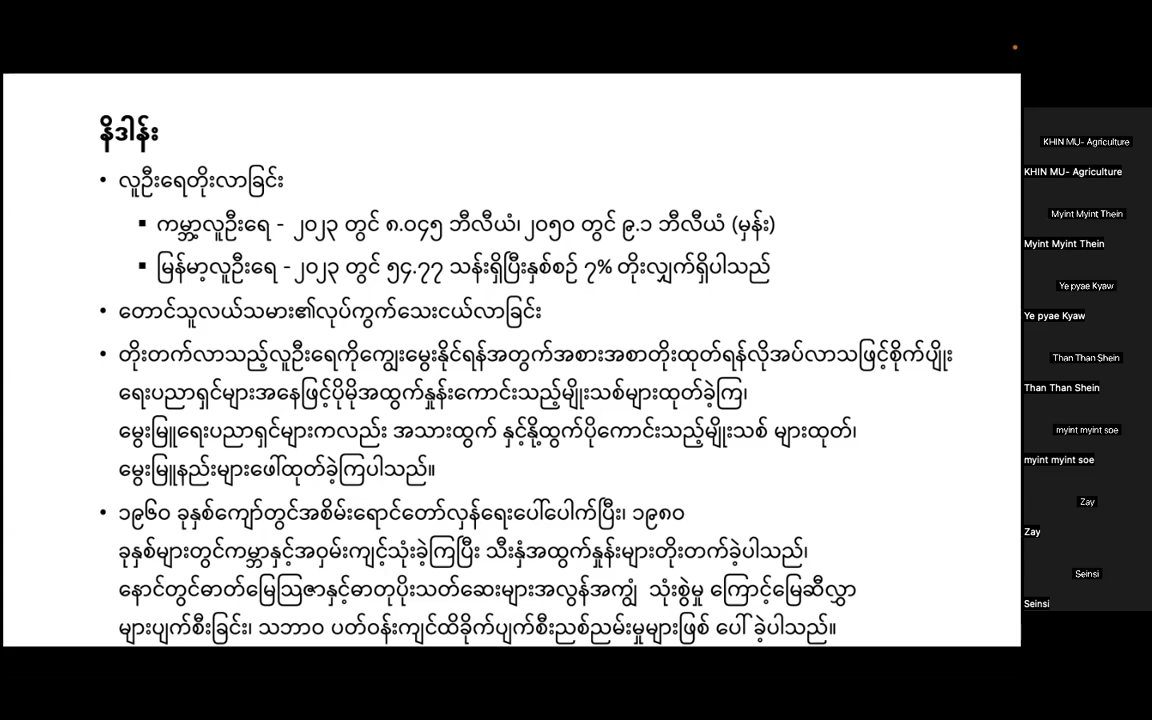 နိဒါန်း
• လူဦးရေတိုးလာခြင်း
▪ ကမ္ဘာ့လူဦးရေ - ၂၀၂၃ တွင် ၈.၀၄၅ ဘီလီယံ၊ ၂၀၅၀ တွင် ၉.၁ ဘီလီယံ (မှန်း)
▪ မြန်မာ့လူဦးရေ - ၂၀၂၃ တွင် ၅၄.၇၇ သန်းရှိပြီးနှစ်စဉ် ၇% တိုးလျှက်ရှိပါသည်
• တောင်သူလယ်သမား၏လုပ်ကွက်သေးငယ်လာခြင်း
• တိုးတက်လာသည့်လူဦးရေကိုကျွေးမွေးနိုင်ရန်အတွက်အစားအစာတိုးထုတ်ရန်လိုအပ်လာသဖြင့်စိုက်ပျိုး
ရေးပညာရှင်များအနေဖြင့်ပိုမိုအထွက်နှုန်းကောင်းသည့်မျိုးသစ်များထုတ်ခဲ့ကြ၊
မွေးမြူရေးပညာရှင်များကလည်း အသားထွက် နှင့်နို့ထွက်ပိုကောင်းသည့်မျိုးသစ် များထုတ်၊
မွေးမြူနည်းများဖေါ်ထုတ်ခဲ့ကြပါသည်။
• ၁၉၆၀ ခုနှစ်ကျော်တွင်အစိမ်းရောင်တော်လှန်ရေးပေါ်ပေါက်ပြီး၊ ၁၉၈၀
ခုနှစ်များတွင်ကမ္ဘာနှင့်အဝှမ်းကျင့်သုံးခဲ့ကြပြီး သီးနှံအထွက်နှုန်းများတိုးတက်ခဲ့ပါသည်၊
နောင်တွင်ဓာတ်မြေဩဇာနှင့်ဓာတုပိုးသတ်ဆေးများအလွန်အကျွံ သုံးစွဲမှု ကြောင့်မြေဆီလွှာ
များပျက်စီးခြင်း၊ သဘာဝ ပတ်ဝန်းကျင်ထိခိုက်ပျက်စီးညစ်ညမ်းမှုများဖြစ် ပေါ် ခဲ့ပါသည်။
KHIN MU- Agriculture
KHIN MU- Agriculture
Myint Myint Thein
Myint Myint Thein
Ye pyae Kyaw
Ye pyae Kyaw
Than Than Shein
Than Than Shein
myint myint soe
myint myint soe
Zay
Zay
Seinsi
Seinsi